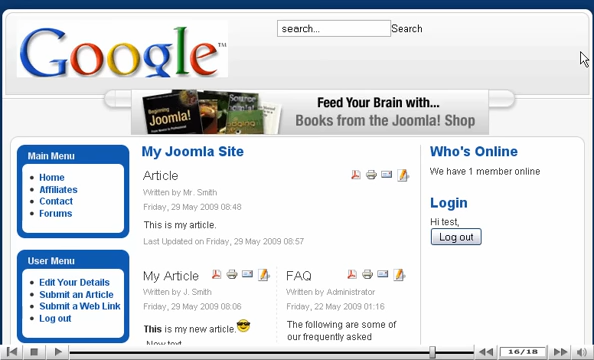 Google™
search... Search
Beginning Joomla!
Feed Your Brain with...
Books from the Joomla! Shop
Main Menu
Home
Affiliates
Contact
Forums
User Menu
Edit Your Details
Submit an Article
Submit a Web Link
Log out
My Joomla Site
Article
Written by Mr. Smith
Friday, 29 May 2009 08:48
This is my article.
Last Updated on Friday, 29 May 2009 08:57
My Article
Written by J. Smith
Friday, 29 May 2009 08:06
This is my new article.
Now text
FAQ
Written by Administrator
Friday, 22 May 2009 01:16
The following are some of
our frequently asked
Who's Online
We have 1 member online
Login
Hi test,
Log out
16/18